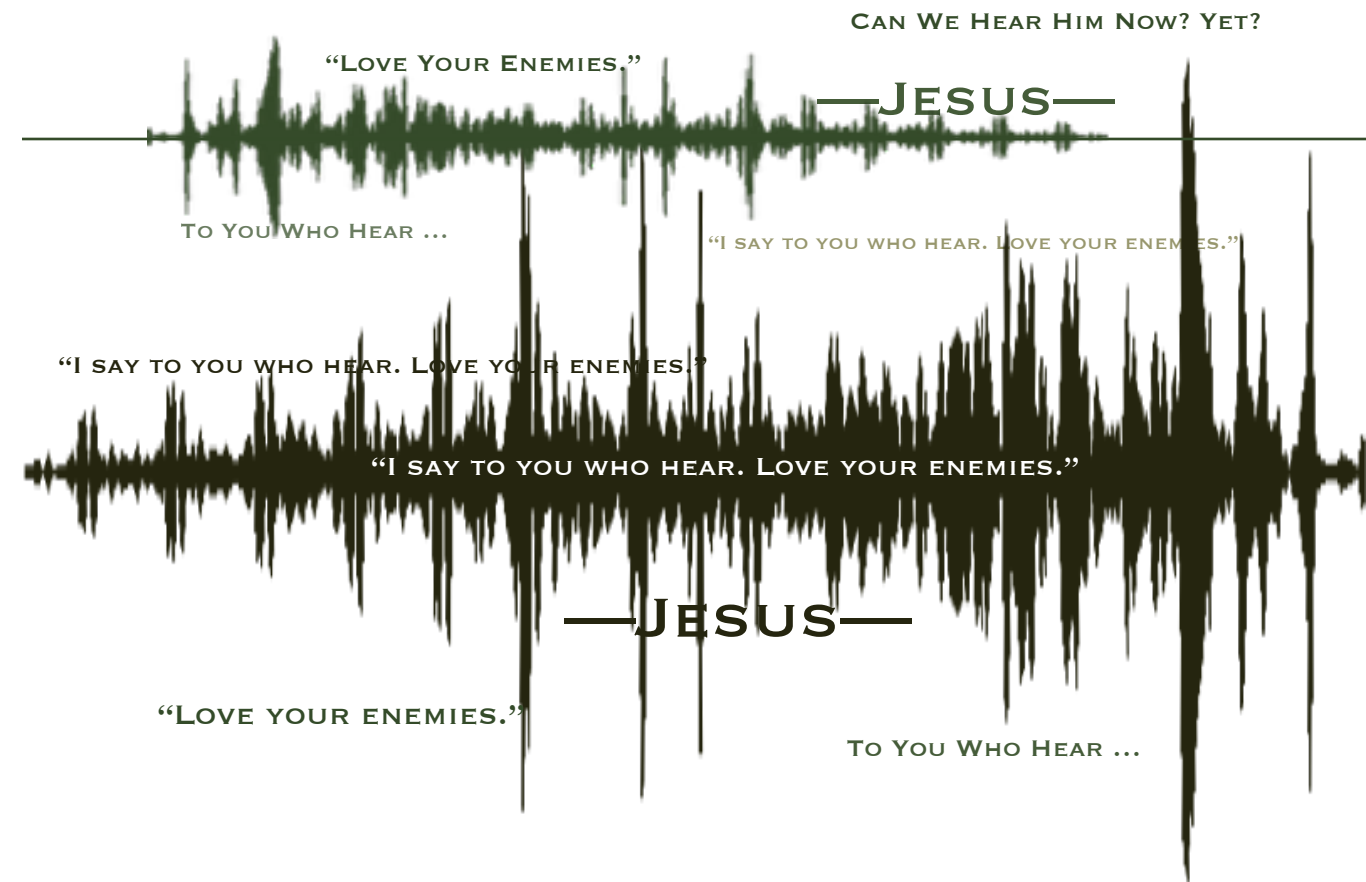 Can We Hear Him Now? Yet?
“Love Your Enemies.”
—Jesus—
To You Who Hear ...
“I say to you who hear. Love your enemies.”
“I say to you who hear. Love your enemies.”
“I say to you who hear. Love your enemies.”
—Jesus—
“Love your enemies.”
To You Who Hear ...